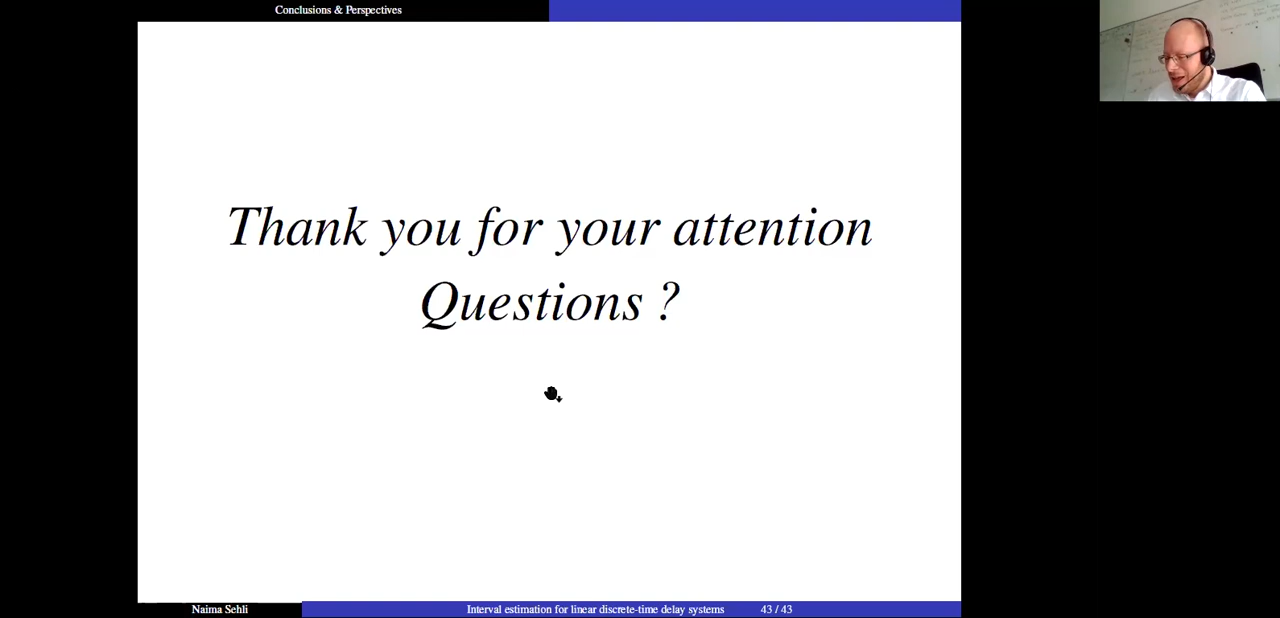 Conclusions & Perspectives
Thank you for your attention
Questions ?
Naima Sehli
Interval estimation for linear discrete-time delay systems
43 / 43